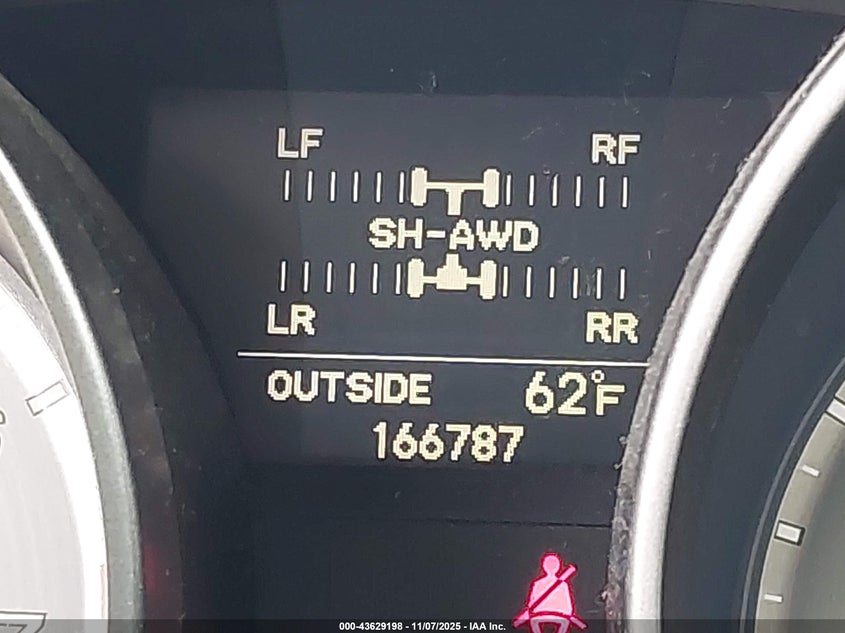 LF RF
SH-AWD
LR RR
OUTSIDE 62°F
166787
000-43629198 - 11/07/2025 - IAA Inc.